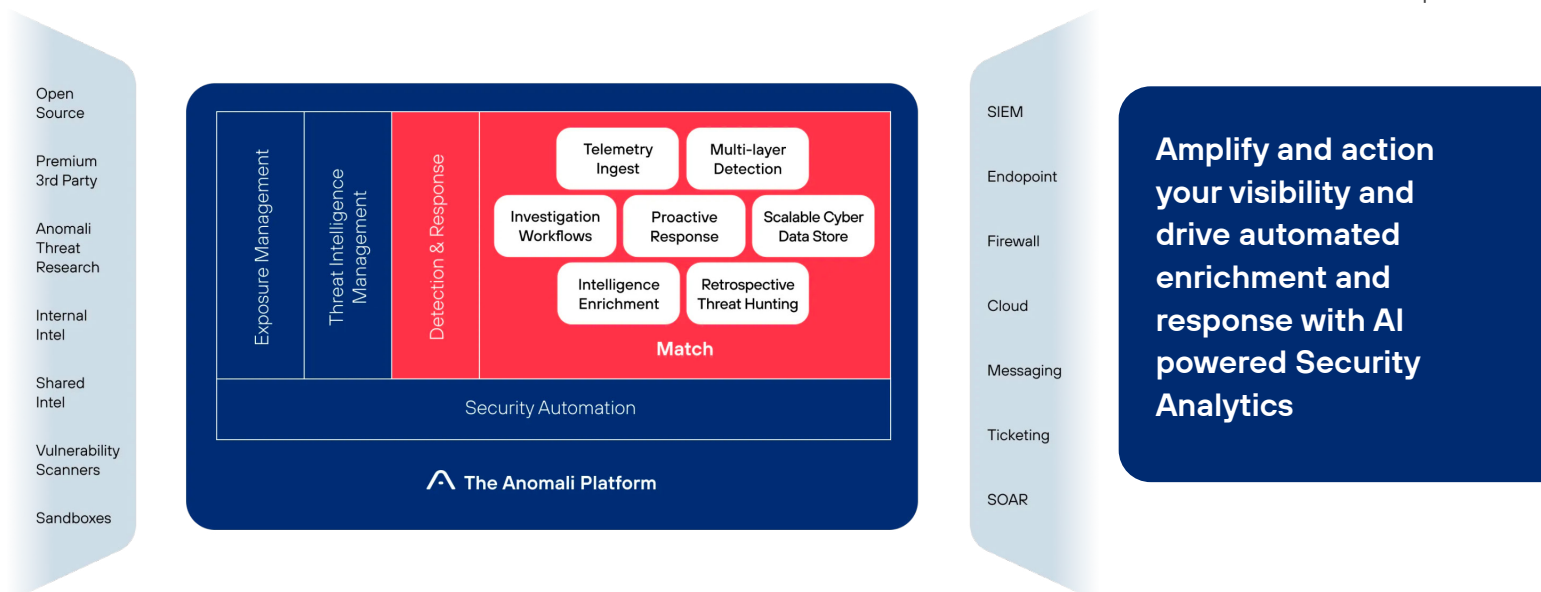 Open
Source
Premium
3rd Party
Anomali
Threat
Research
Internal
Intel
Shared
Intel
Vulnerability
Scanners
Sandboxes
Exposure Management
Threat Intelligence
Management
Detection & Response
Telemetry
Ingest
Multi-layer
Detection
Investigation
Workflows
Proactive
Response
Scalable Cyber
Data Store
Intelligence
Enrichment
Retrospective
Threat Hunting
Match
Security Automation
The Anomali Platform
SIEM
Endopoint
Firewall
Cloud
Messaging
Ticketing
SOAR
Amplify and action
your visibility and
drive automated
enrichment and
response with AI
powered Security
Analytics